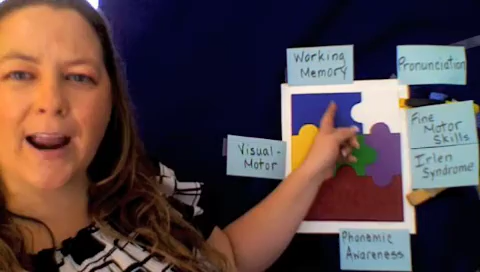 Working
Memory
Pronunciation
Fine
Motor
Skills
Irlen
Syndrome
Visual-
Motor
Phonemic
Awareness